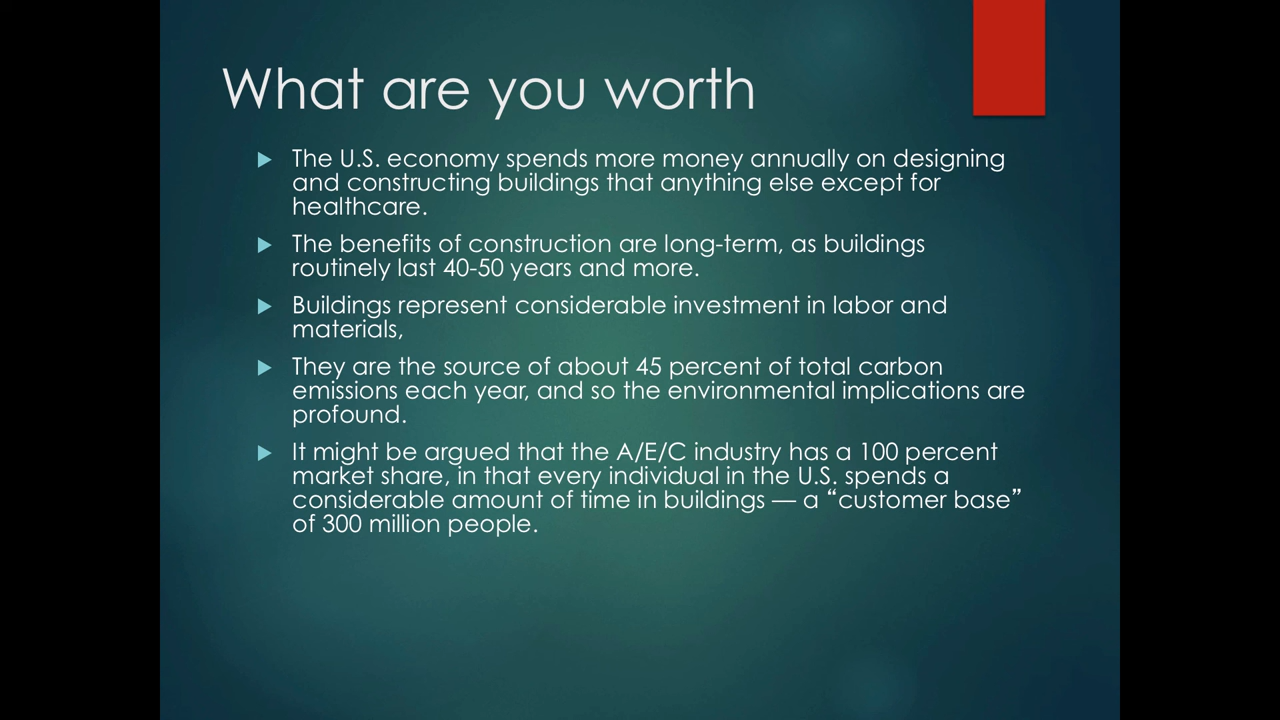 What are you worth
The U.S. economy spends more money annually on designing
and constructing buildings that anything else except for
healthcare.
The benefits of construction are long-term, as buildings
routinely last 40-50 years and more.
Buildings represent considerable investment in labor and
materials,
They are the source of about 45 percent of total carbon
emissions each year, and so the environmental implications are
profound.
It might be argued that the A/E/C industry has a 100 percent
market share, in that every individual in the U.S. spends a
considerable amount of time in buildings — a “customer base”
of 300 million people.